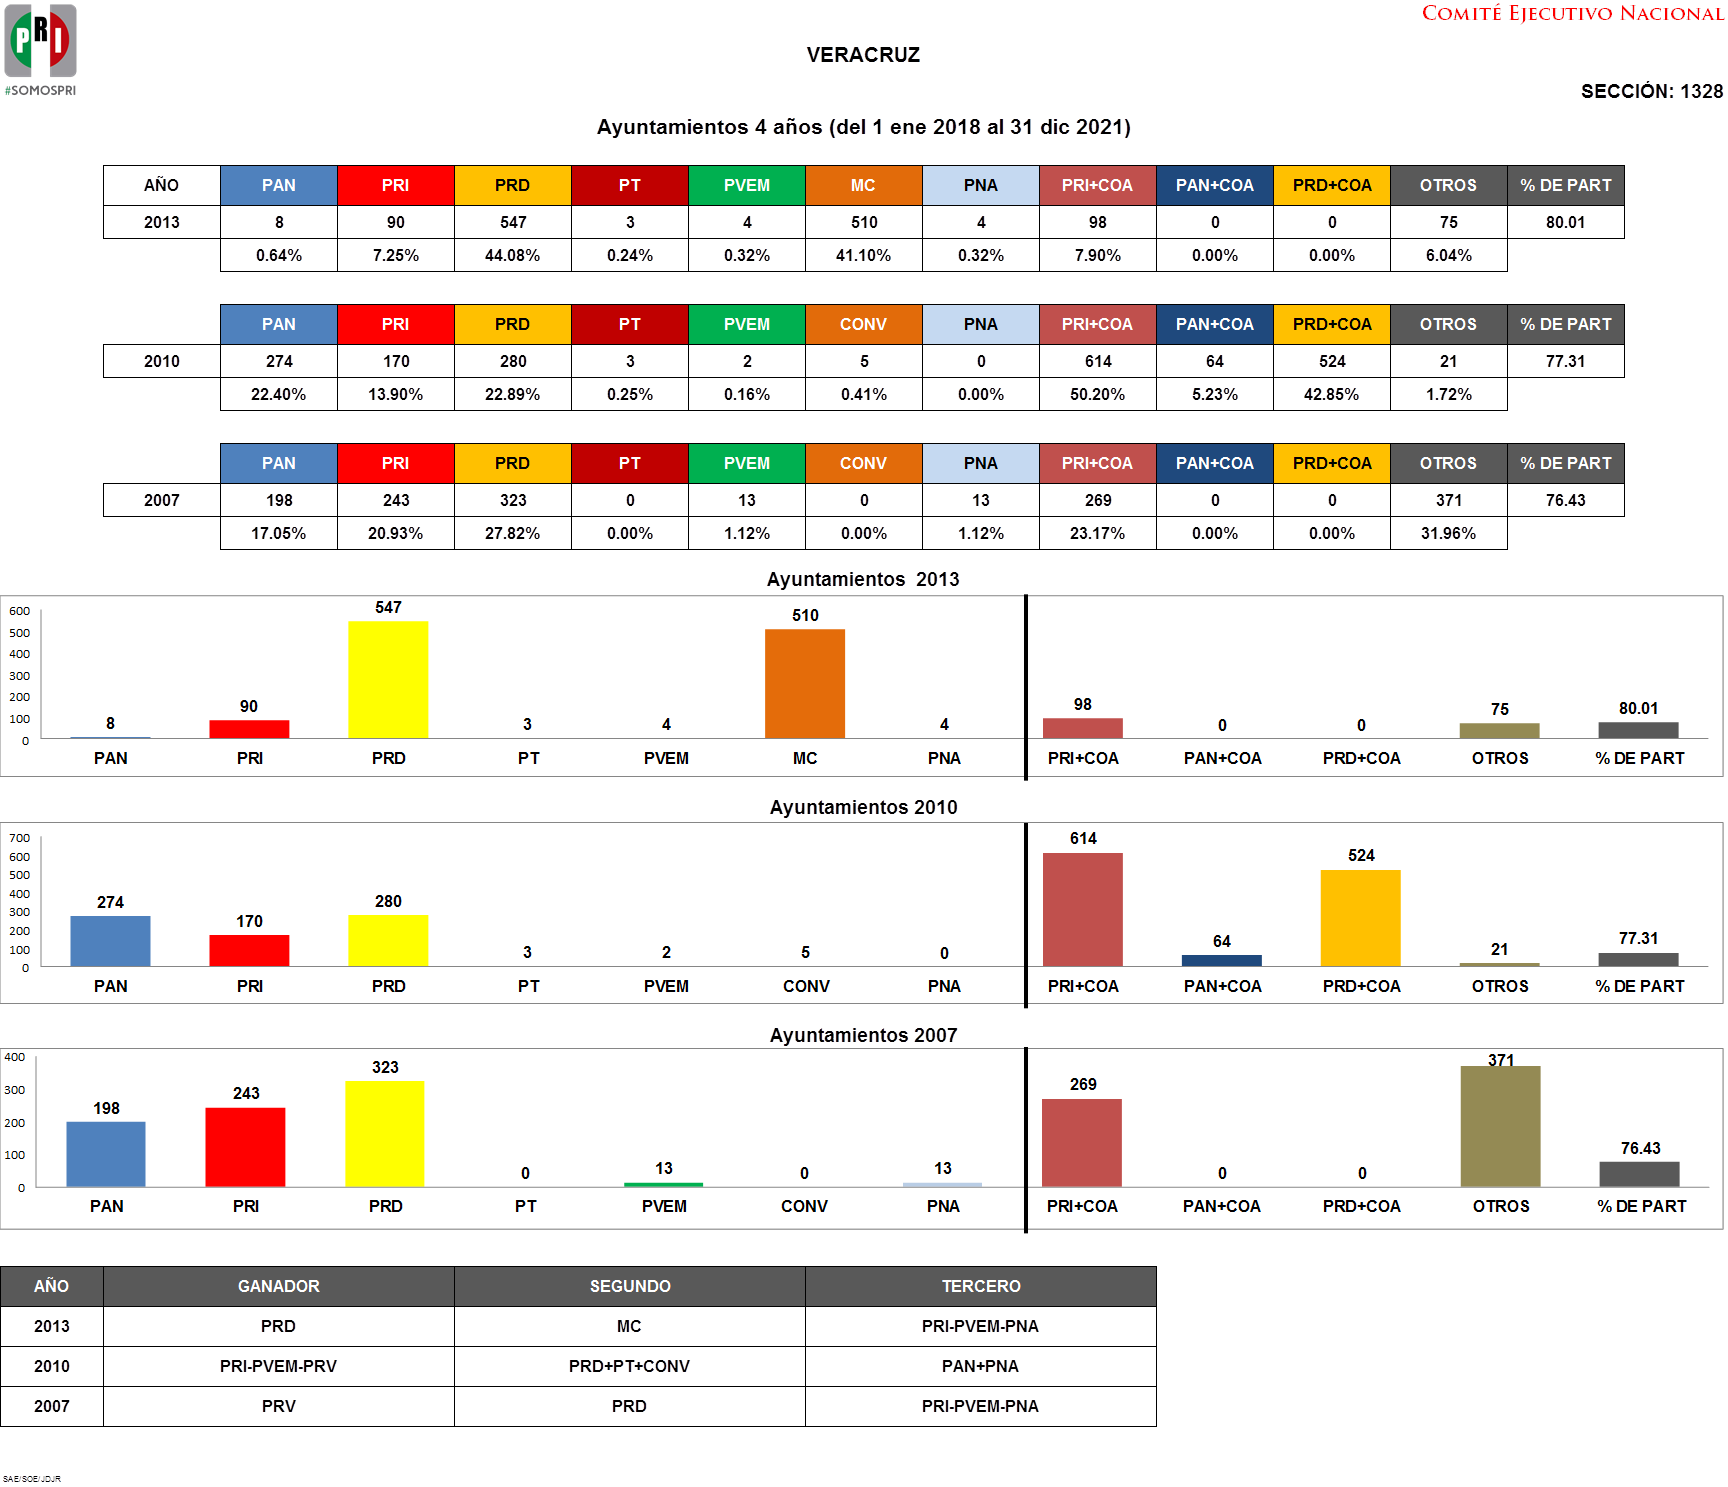 COMITÉ EJECUTIVO NACIONAL
PRI
#SOMOSPRI
VERACRUZ
SECCIÓN: 1328
Ayuntamientos 4 años (del 1 ene 2018 al 31 dic 2021)
AÑO PAN PRI PRD PT PVEM MC PNA PRI+COA PAN+COA PRD+COA OTROS % DE PART
2013 8 90 547 3 4 510 4 98 0 0 75 80.01
0.64% 7.25% 44.08% 0.24% 0.32% 41.10% 0.32% 7.90% 0.00% 0.00% 6.04%
PAN PRI PRD PT PVEM CONV PNA PRI+COA PAN+COA PRD+COA OTROS % DE PART
2010 274 170 280 3 2 5 0 614 64 524 21 77.31
22.40% 13.90% 22.89% 0.25% 0.16% 0.41% 0.00% 50.20% 5.23% 42.85% 1.72%
PAN PRI PRD PT PVEM CONV PNA PRI+COA PAN+COA PRD+COA OTROS % DE PART
2007 198 243 323 0 13 0 13 269 0 0 371 76.43
17.05% 20.93% 27.82% 0.00% 1.12% 0.00% 1.12% 23.17% 0.00% 0.00% 31.96%
Ayuntamientos 2013
600
500
400
300
200
100
0
8 90 547 3 4 510 4 98 0 0 75 80.01
PAN PRI PRD PT PVEM MC PNA PRI+COA PAN+COA PRD+COA OTROS % DE PART
Ayuntamientos 2010
700
600
500
400
300
200
100
0
274 170 280 3 2 5 0 614 64 524 21 77.31
PAN PRI PRD PT PVEM CONV PNA PRI+COA PAN+COA PRD+COA OTROS % DE PART
Ayuntamientos 2007
400
300
200
100
0
198 243 323 0 13 0 13 269 0 0 371 76.43
PAN PRI PRD PT PVEM CONV PNA PRI+COA PAN+COA PRD+COA OTROS % DE PART
AÑO GANADOR SEGUNDO TERCERO
2013 PRD MC PRI-PVEM-PNA
2010 PRI-PVEM-PRV PRD+PT+CONV PAN+PNA
2007 PRV PRD PRI-PVEM-PNA
SAE/SOE/JDJR